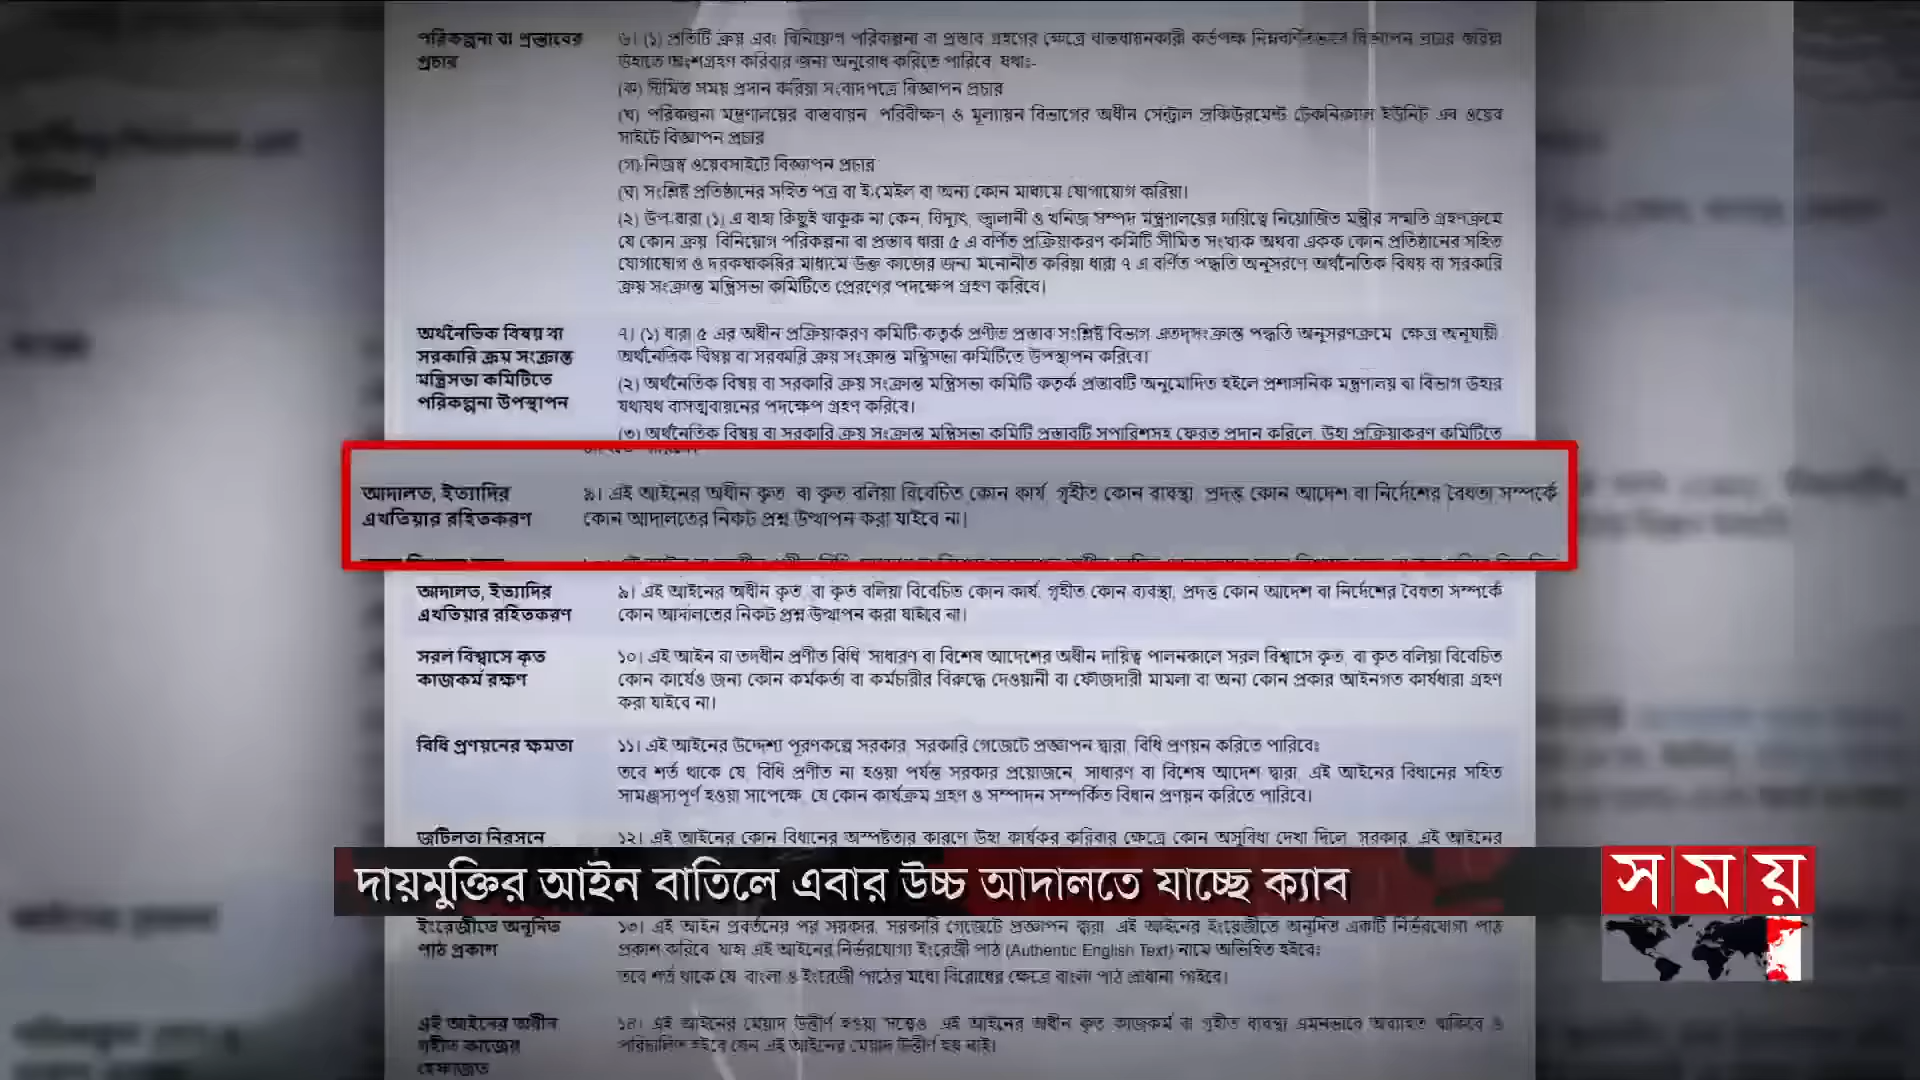 পরিকল্পনা বা প্রস্তাবের
প্রচার
৬। (১) প্রতিটি ক্রয় এবং বিনিয়োগ পরিকল্পনা বা প্রস্তাব গ্রহণের ক্ষেত্রে বাস্তবায়নকারী কর্তৃপক্ষ নিম্নবর্ণিতভাবে বিজ্ঞাপন প্রচার করিয়া
উহাতে অংশগ্রহণ করিবার জন্য অনুরোধ করিতে পারিবে, যথাঃ-
(ক) সীমিত সময় প্রদান করিয়া সংবাদপত্রে বিজ্ঞাপন প্রচার
(খ) পরিকল্পনা মন্ত্রণালয়ের বাস্তবায়ন, পরিবীক্ষণ ও মূল্যায়ন বিভাগের অধীন সেন্ট্রাল প্রকিউরমেন্ট টেকনিক্যাল ইউনিট এর ওয়েব
সাইটে বিজ্ঞাপন প্রচার
(গ) নিজস্ব ওয়েবসাইটে বিজ্ঞাপন প্রচার
(ঘ) সংশ্লিষ্ট প্রতিষ্ঠানের সহিত পত্র বা ই-মেইল বা অন্য কোন মাধ্যমে যোগাযোগ করিয়া।
(২) উপ-ধারা (১) এ যাহা কিছুই থাকুক না কেন, বিদ্যুৎ, জ্বালানী ও খনিজ সম্পদ মন্ত্রণালয়ের দায়িত্বে নিয়োজিত মন্ত্রীর সম্মতি গ্রহণক্রমে
যে কোন ক্রয়, বিনিয়োগ পরিকল্পনা বা প্রস্তাব ধারা ৫ এ বর্ণিত প্রক্রিয়াকরণ কমিটি সীমিত সংখ্যক অথবা একক কোন প্রতিষ্ঠানের সহিত
যোগাযোগ ও দরকষাকষির মাধ্যমে উক্ত কাজের জন্য মনোনীত করিয়া ধারা ৭ এ বর্ণিত পদ্ধতি অনুসরণে অর্থনৈতিক বিষয় বা সরকারি
ক্রয় সংক্রান্ত মন্ত্রিসভা কমিটিতে প্রেরণের পদক্ষেপ গ্রহণ করিবে।
অর্থনৈতিক বিষয় বা
সরকারি ক্রয় সংক্রান্ত
মন্ত্রিসভা কমিটিতে
পরিকল্পনা উপস্থাপন
৭। (১) ধারা ৫ এর অধীন প্রক্রিয়াকরণ কমিটি কতৃর্ক প্রণীত প্রস্তাব সংশ্লিষ্ট বিভাগ এতদ্‌সংক্রান্ত পদ্ধতি অনুসরণক্রমে, ক্ষেত্র অনুযায়ী,
অর্থনৈতিক বিষয় বা সরকারি ক্রয় সংক্রান্ত মন্ত্রিসভা কমিটিতে উপস্থাপন করিবে।
(২) অর্থনৈতিক বিষয় বা সরকারি ক্রয় সংক্রান্ত মন্ত্রিসভা কমিটি কতৃর্ক প্রস্তাবটি অনুমোদিত হইলে প্রশাসনিক মন্ত্রণালয় বা বিভাগ উহার
যথাযথ বাসত্মবায়নের পদক্ষেপ গ্রহণ করিবে।
(৩) অর্থনৈতিক বিষয় বা সরকারি ক্রয় সংক্রান্ত মন্ত্রিসভা কমিটি প্রস্তাবটি সুপারিশসহ ফেরত প্রদান করিলে, উহা প্রক্রিয়াকরণ কমিটিতে
আদালত, ইত্যাদির
এখতিয়ার রহিতকরণ
৯। এই আইনের অধীন কৃত, বা কৃত বলিয়া বিবেচিত কোন কার্য, গৃহীত কোন ব্যবস্থা, প্রদত্ত কোন আদেশ বা নির্দেশের বৈধতা সম্পর্কে
কোন আদালতের নিকট প্রশ্ন উত্থাপন করা যাইবে না।
আদালত, ইত্যাদির
এখতিয়ার রহিতকরণ
৯। এই আইনের অধীন কৃত, বা কৃত বলিয়া বিবেচিত কোন কার্য, গৃহীত কোন ব্যবস্থা, প্রদত্ত কোন আদেশ বা নির্দেশের বৈধতা সম্পর্কে
কোন আদালতের নিকট প্রশ্ন উত্থাপন করা যাইবে না।
সরল বিশ্বাসে কৃত
কাজকর্ম রক্ষণ
১০। এই আইন বা তদধীন প্রণীত বিধি, সাধারণ বা বিশেষ আদেশের অধীন দায়িত্ব পালনকালে সরল বিশ্বাসে কৃত, বা কৃত বলিয়া বিবেচিত
কোন কার্যেও জন্য কোন কর্মকর্তা বা কর্মচারীর বিরুদ্ধে দেওয়ানী বা ফৌজদারী মামলা বা অন্য কোন প্রকার আইনগত কার্যধারা গ্রহণ
করা যাইবে না।
বিধি প্রণয়নের ক্ষমতা
১১। এই আইনের উদ্দেশ্য পূরণকল্পে সরকার, সরকারি গেজেটে প্রজ্ঞাপন দ্বারা, বিধি প্রণয়ন করিতে পারিবেঃ
তবে শর্ত থাকে যে, বিধি প্রণীত না হওয়া পর্যন্ত সরকার প্রয়োজনে, সাধারণ বা বিশেষ আদেশ দ্বারা, এই আইনের বিধানের সহিত
সামঞ্জস্যপূর্ণ হওয়া সাপেক্ষে, যে কোন কার্যক্রম গ্রহণ ও সম্পাদন সম্পর্কিত বিধান প্রণয়ন করিতে পারিবে।
জটিলতা নিরসনে
১২। এই আইনের কোন বিধানের অস্পষ্টতার কারণে উহা কার্যকর করিবার ক্ষেত্রে কোন অসুবিধা দেখা দিলে, সরকার, এই আইনের
দায়মুক্তির আইন বাতিলে এবার উচ্চ আদালতে যাচ্ছে ক্যাব
সময়
ইংরেজীতে অনূদিত
পাঠ প্রকাশ
১৩। এই আইন প্রবর্তনের পর সরকার, সরকারি গেজেটে প্রজ্ঞাপন দ্বারা, এই আইনের ইংরেজীতে অনূদিত একটি নির্ভরযোগ্য পাঠ
প্রকাশ করিবে, যাহা এই আইনের নির্ভরযোগ্য ইংরেজী পাঠ (Authentic English Text) নামে অভিহিত হইবেঃ
তবে শর্ত থাকে যে, বাংলা ও ইংরেজী পাঠের মধ্যে বিরোধের ক্ষেত্রে বাংলা পাঠ প্রাধান্য পাইবে।
এই আইনের অধীন
গৃহীত কাজের
হেফাজত
১৪। এই আইনের মেয়াদ উত্তীর্ণ হওয়া সত্ত্বেও, এই আইনের অধীন কৃত কাজকর্ম বা গৃহীত ব্যবস্থা এমনভাবে অব্যাহত থাকিবে ও
পরিচালিত হইবে যেন এই আইনের মেয়াদ উত্তীর্ণ হয় নাই।